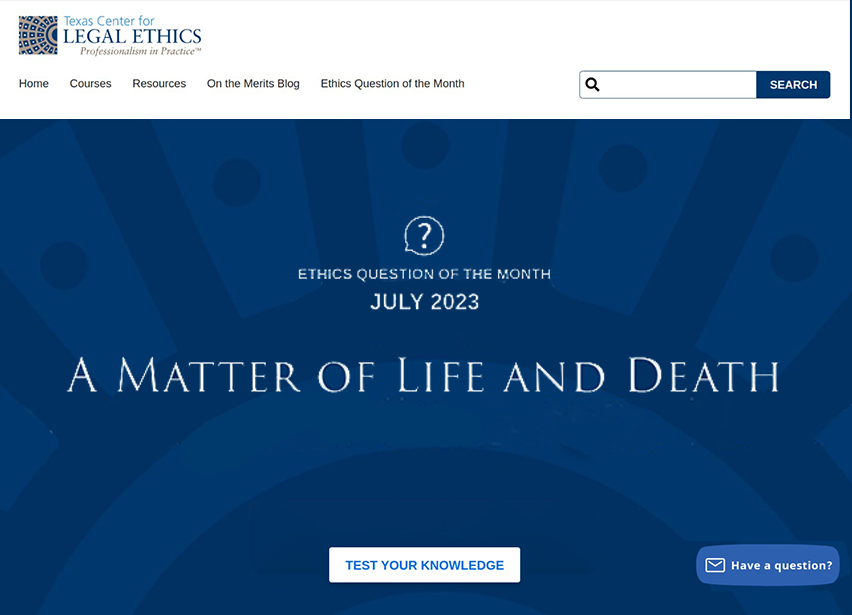 Texas Center for
LEGAL ETHICS
Professionalism in Practice™
Home Courses Resources On the Merits Blog Ethics Question of the Month
SEARCH
?
ETHICS QUESTION OF THE MONTH
JULY 2023
A MATTER OF LIFE AND DEATH
TEST YOUR KNOWLEDGE
Have a question?